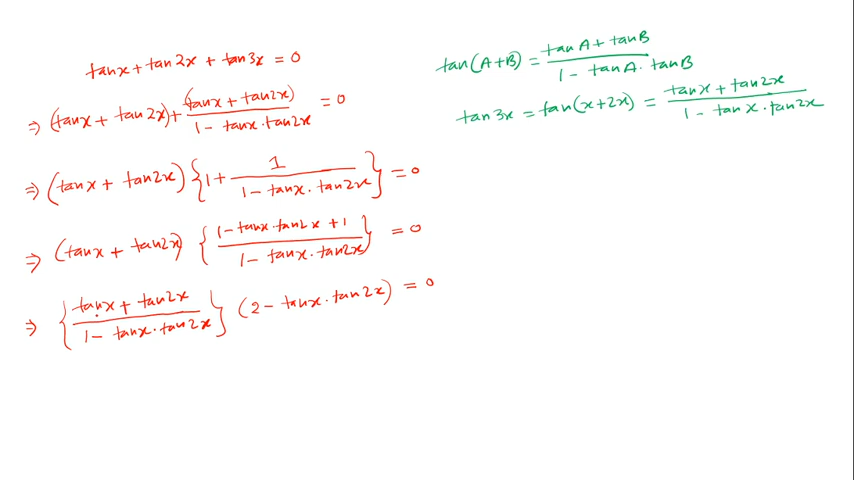 tanx + tan2x + tan3x = 0
⇒ (tanx + tan2x) + (tanx + tan2x) / 1 - tanx · tan2x = 0
⇒ (tanx + tan2x) {1 + 1 / 1 - tanx · tan2x} = 0
⇒ (tanx + tan2x) {1 - tanx · tan2x + 1 / 1 - tanx · tan2x} = 0
⇒ {tanx + tan2x / 1 - tanx · tan2x} (2 - tanx · tan2x) = 0
tan(A+B) = tanA + tanB / 1 - tanA · tanB
tan3x = tan(x+2x) = tanx + tan2x / 1 - tanx · tan2x